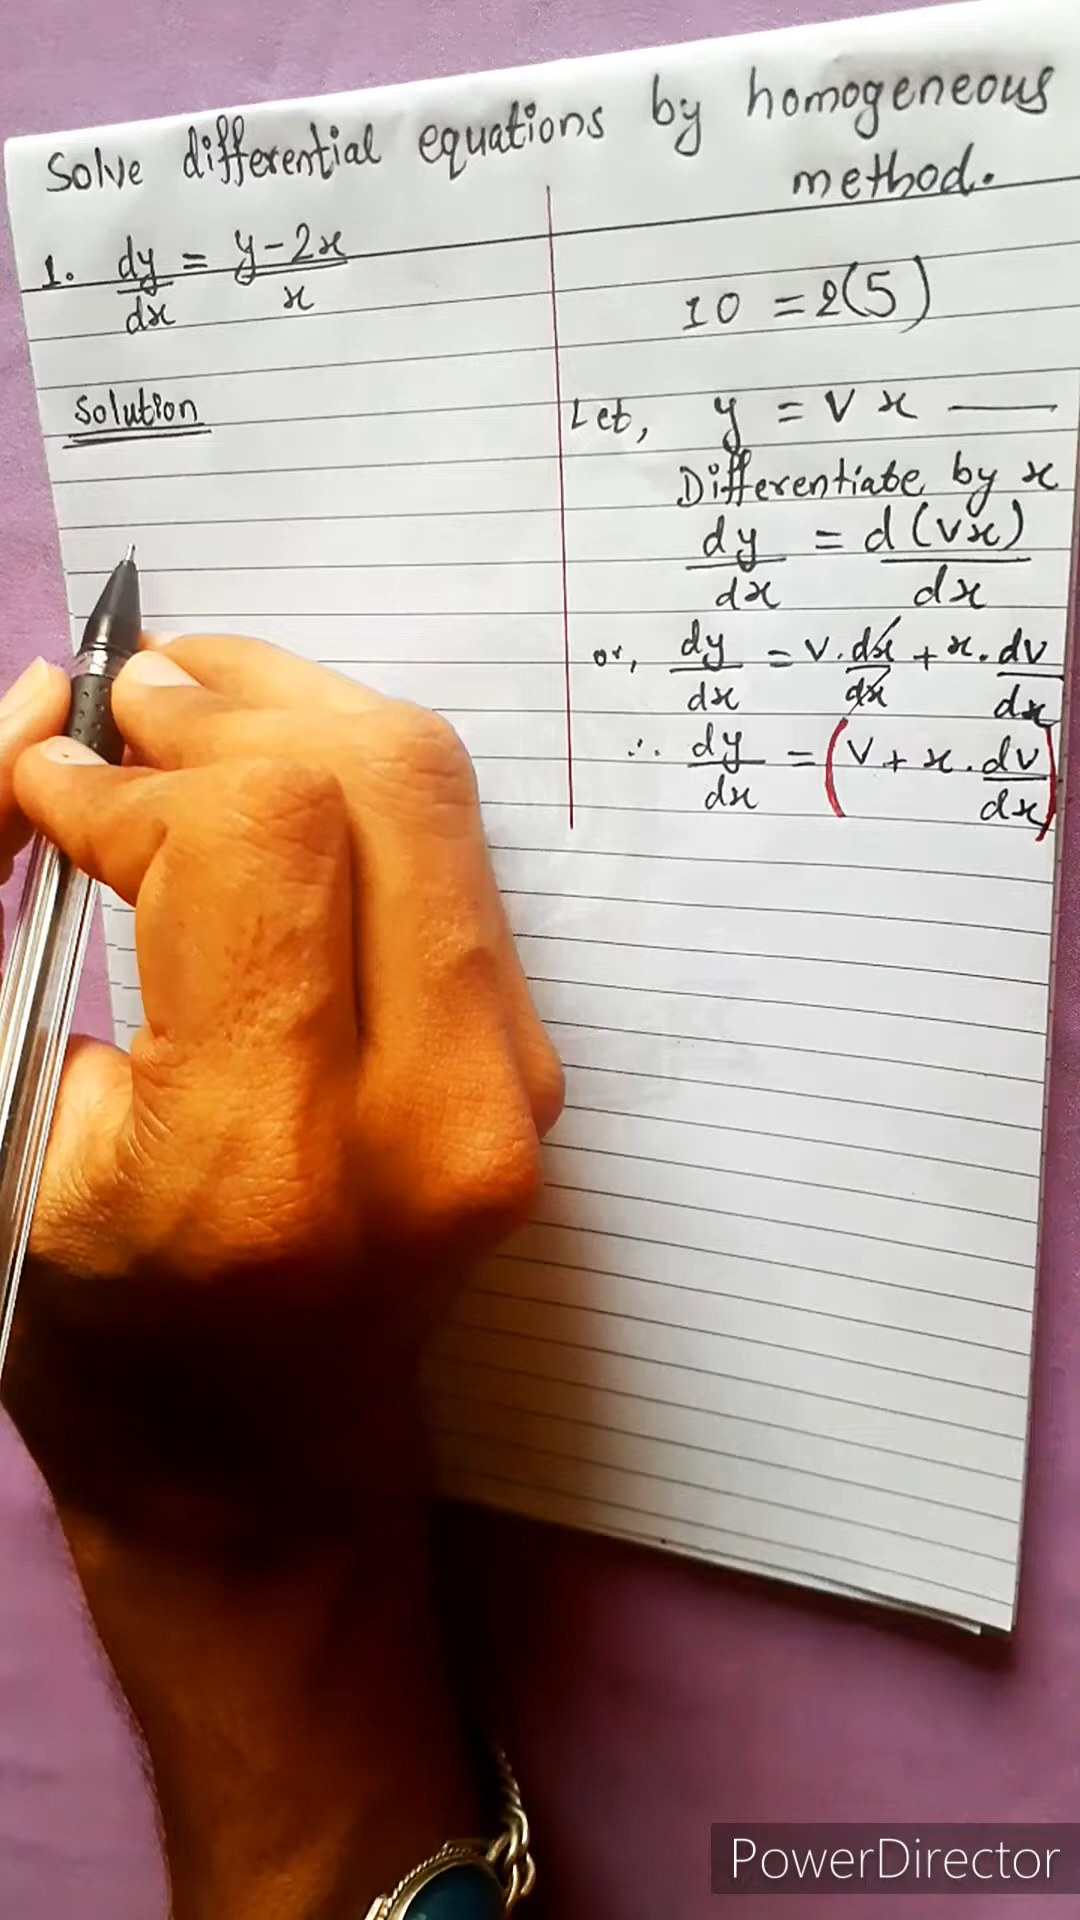 Solve differential equations by homogeneous
method.
1. dy/dx = y-2x/x
Solution
10 = 2(5)
Let, y = v x —
Differentiate by x
dy/dx = d(vx)/dx
or, dy/dx = v.dx/dx + x.dv/dx
∴ dy/dx = (v + x.dv/dx)
PowerDirector